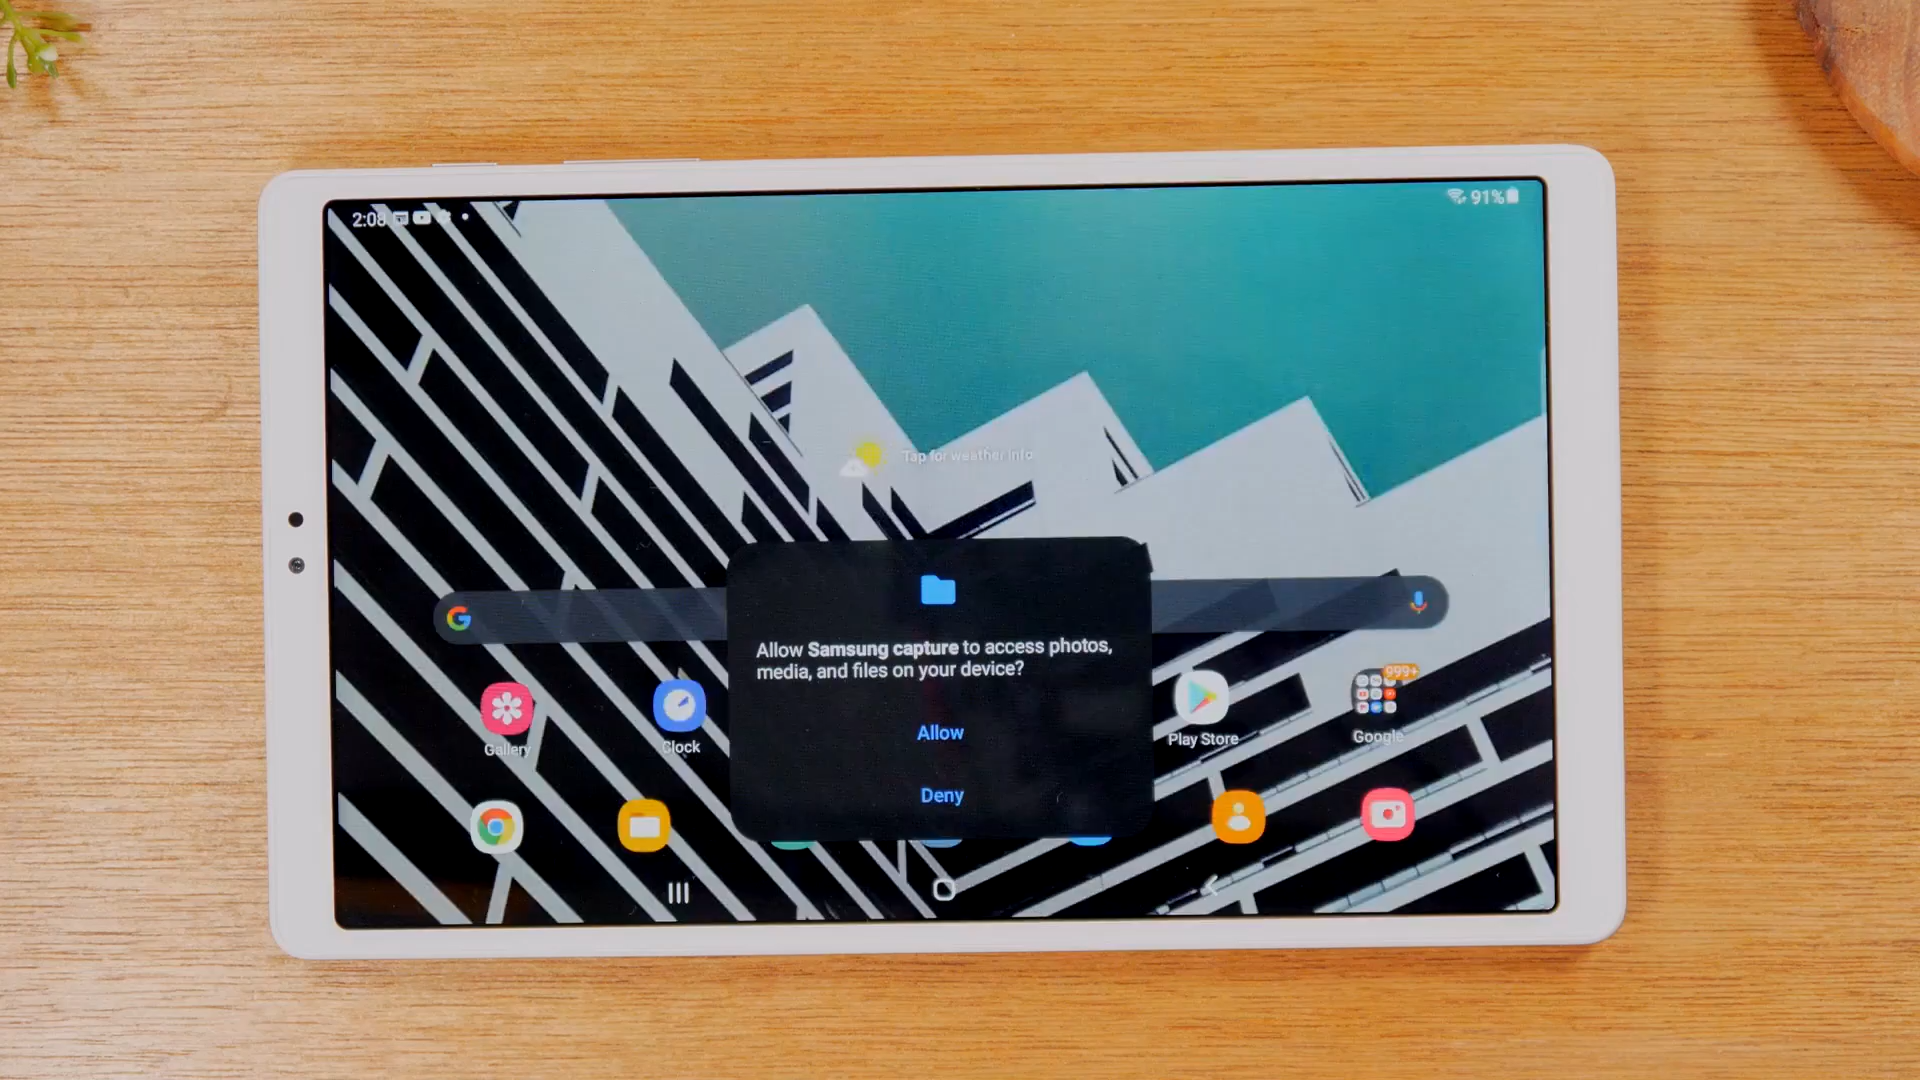 2:08
91%
Tap for weather info
Allow Samsung capture to access photos,
media, and files on your device?
Allow
Deny
Gallery
Clock
Play Store
999+
Google